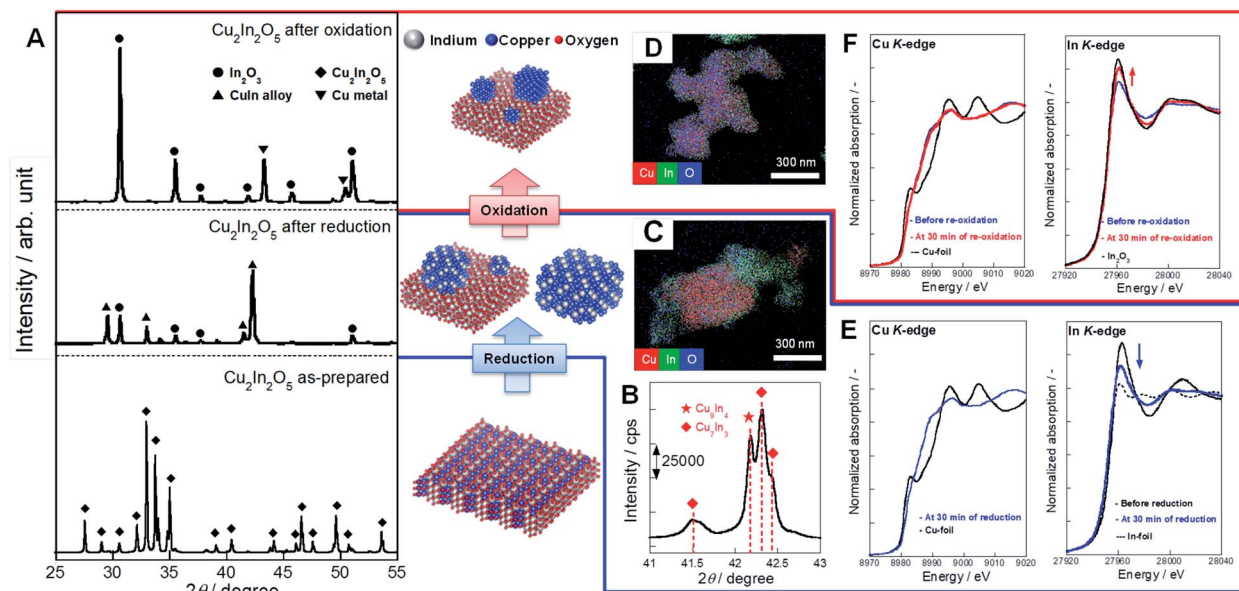 A
Intensity / arb. unit
Cu2In2O5 after oxidation
● In2O3 ◆ Cu2In2O5
▲ CuIn alloy ▼ Cu metal
Cu2In2O5 after reduction
Cu2In2O5 as-prepared
25 30 35 40 45 50 55
2θ / degree
Indium Copper Oxygen
Oxidation
Reduction
D
Cu In O
300 nm
C
Cu In O
300 nm
B
Intensity / cps
★ Cu9In4
◆ Cu7In3
25000
41 41.5 42 42.5 43
2θ / degree
F
Cu K-edge
Normalized absorption / -
- Before re-oxidation
- At 30 min of re-oxidation
--- Cu-foil
8970 8980 8990 9000 9010 9020
Energy / eV
In K-edge
Normalized absorption / -
- Before re-oxidation
- At 30 min of re-oxidation
- In2O3
27920 27960 28000 28040
Energy / eV
E
Cu K-edge
Normalized absorption / -
- At 30 min of reduction
- Cu-foil
8970 8980 8990 9000 9010 9020
Energy / eV
In K-edge
Normalized absorption / -
- Before reduction
- At 30 min of reduction
--- In-foil
27920 27960 28000 28040
Energy / eV